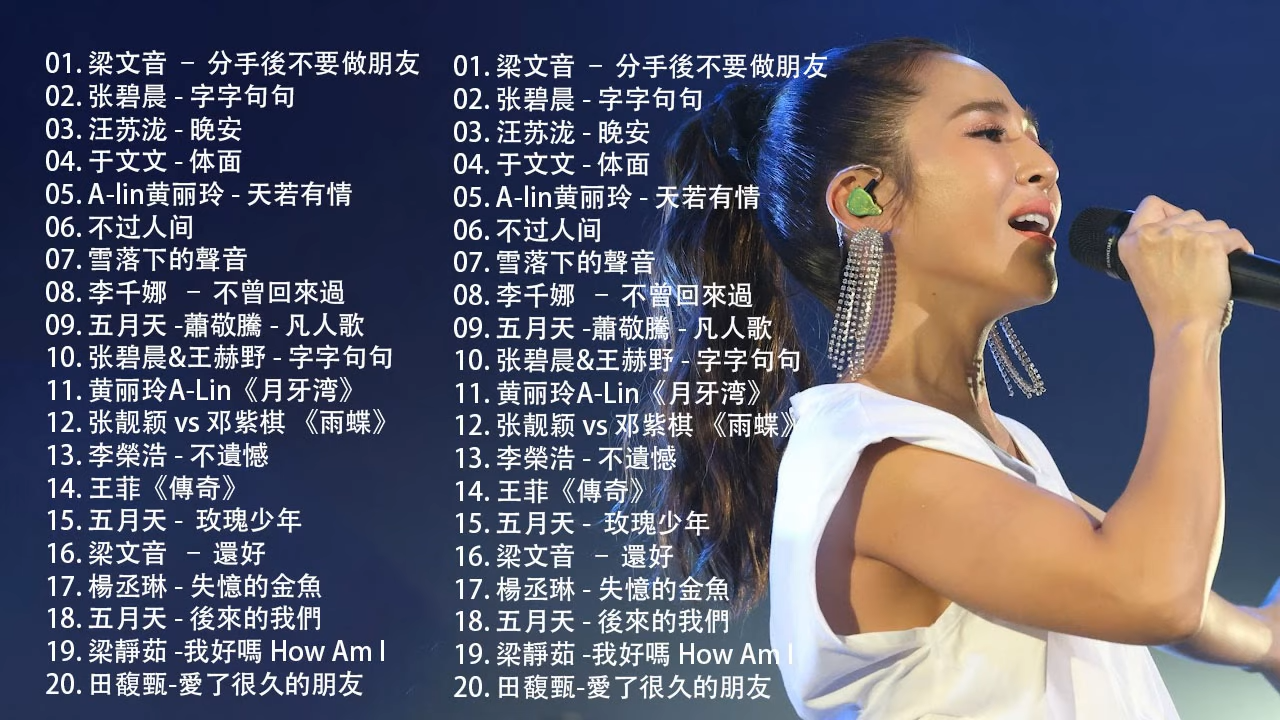 01. 梁文音 － 分手後不要做朋友
02. 张碧晨 - 字字句句
03. 汪苏泷 - 晚安
04. 于文文 - 体面
05. A-lin黄丽玲 - 天若有情
06. 不过人间
07. 雪落下的聲音
08. 李千娜 － 不曾回來過
09. 五月天 -蕭敬騰 - 凡人歌
10. 张碧晨&王赫野 - 字字句句
11. 黄丽玲A-Lin《月牙湾》
12. 张靓颖 vs 邓紫棋 《雨蝶》
13. 李榮浩 - 不遺憾
14. 王菲《傳奇》
15. 五月天 - 玫瑰少年
16. 梁文音 － 還好
17. 楊丞琳 - 失憶的金魚
18. 五月天 - 後來的我們
19. 梁靜茹 -我好嗎 How Am I
20. 田馥甄-愛了很久的朋友
01. 梁文音 － 分手後不要做朋友
02. 张碧晨 - 字字句句
03. 汪苏泷 - 晚安
04. 于文文 - 体面
05. A-lin黄丽玲 - 天若有情
06. 不过人间
07. 雪落下的聲音
08. 李千娜 － 不曾回來過
09. 五月天 -蕭敬騰 - 凡人歌
10. 张碧晨&王赫野 - 字字句句
11. 黄丽玲A-Lin《月牙湾》
12. 张靓颖 vs 邓紫棋 《雨蝶》
13. 李榮浩 - 不遺憾
14. 王菲《傳奇》
15. 五月天 - 玫瑰少年
16. 梁文音 － 還好
17. 楊丞琳 - 失憶的金魚
18. 五月天 - 後來的我們
19. 梁靜茹 -我好嗎 How Am I
20. 田馥甄-愛了很久的朋友